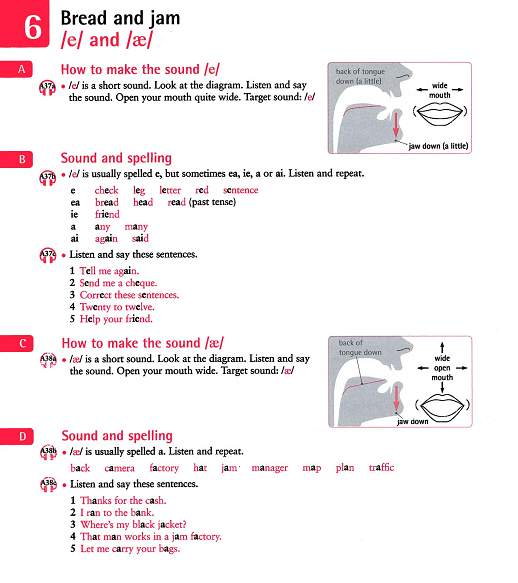 6
Bread and jam
/e/ and /æ/
A
How to make the sound /e/
A37a • /e/ is a short sound. Look at the diagram. Listen and say
the sound. Open your mouth quite wide. Target sound: /e/
back of tongue
down (a little)
wide
mouth
jaw down (a little)
B
Sound and spelling
A37b • /e/ is usually spelled e, but sometimes ea, ie, a or ai. Listen and repeat.
e check leg letter red sentence
ea bread head read (past tense)
ie friend
a any many
ai again said
A37c • Listen and say these sentences.
1 Tell me again.
2 Send me a cheque.
3 Correct these sentences.
4 Twenty to twelve.
5 Help your friend.
C
How to make the sound /æ/
A38a • /æ/ is a short sound. Look at the diagram. Listen and say
the sound. Open your mouth wide. Target sound: /æ/
back of
tongue down
wide
open
mouth
jaw down
D
Sound and spelling
A38b • /æ/ is usually spelled a. Listen and repeat.
back camera factory hat jam manager map plan traffic
A38c • Listen and say these sentences.
1 Thanks for the cash.
2 I ran to the bank.
3 Where's my black jacket?
4 That man works in a jam factory.
5 Let me carry your bags.